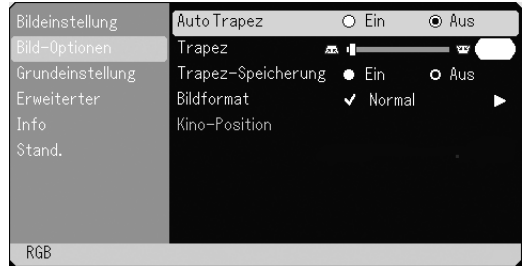 Bildeinstellung
Bild-Optionen
Grundeinstellung
Erweiterter
Info
Stand.
Auto Trapez Ein Aus
Trapez
Trapez-Speicherung Ein Aus
Bildformat Normal
Kino-Position
RGB